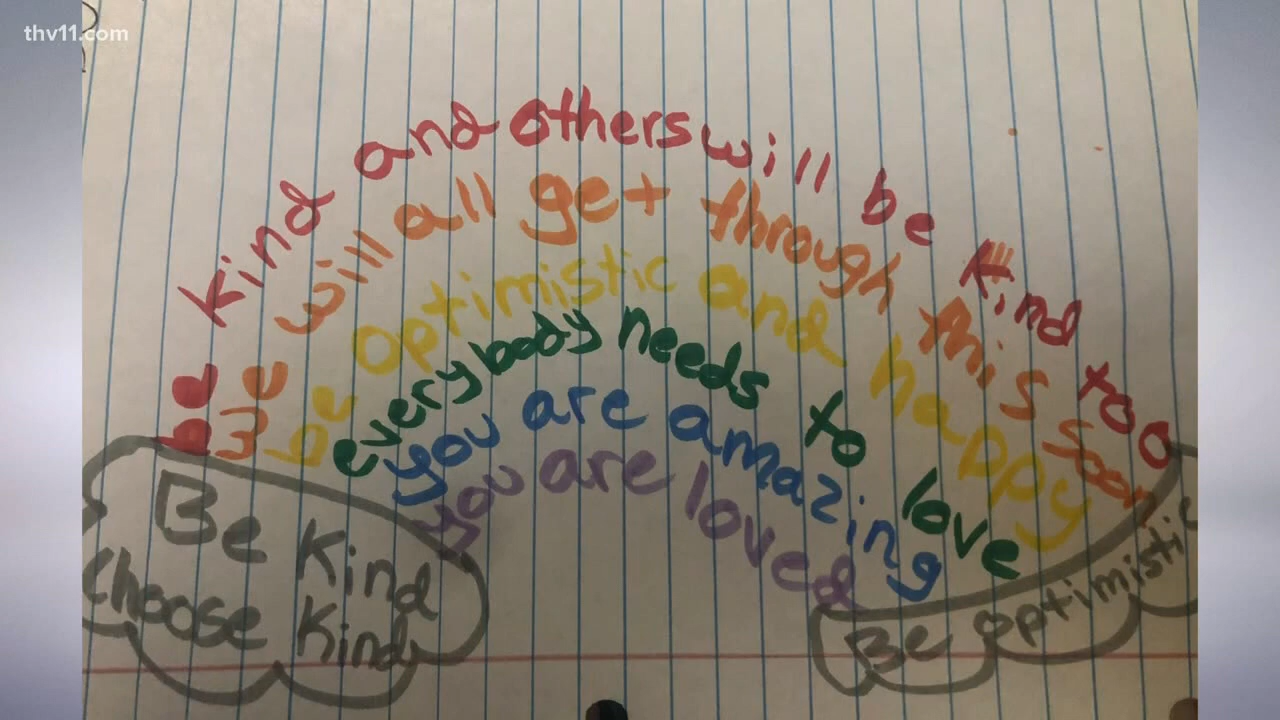 thv11.com
be kind and others will be kind too
we will all get through this soon
be optimistic and happy
everybody needs to love
you are amazing
you are loved
Be Kind
choose Kind
Be optimistic